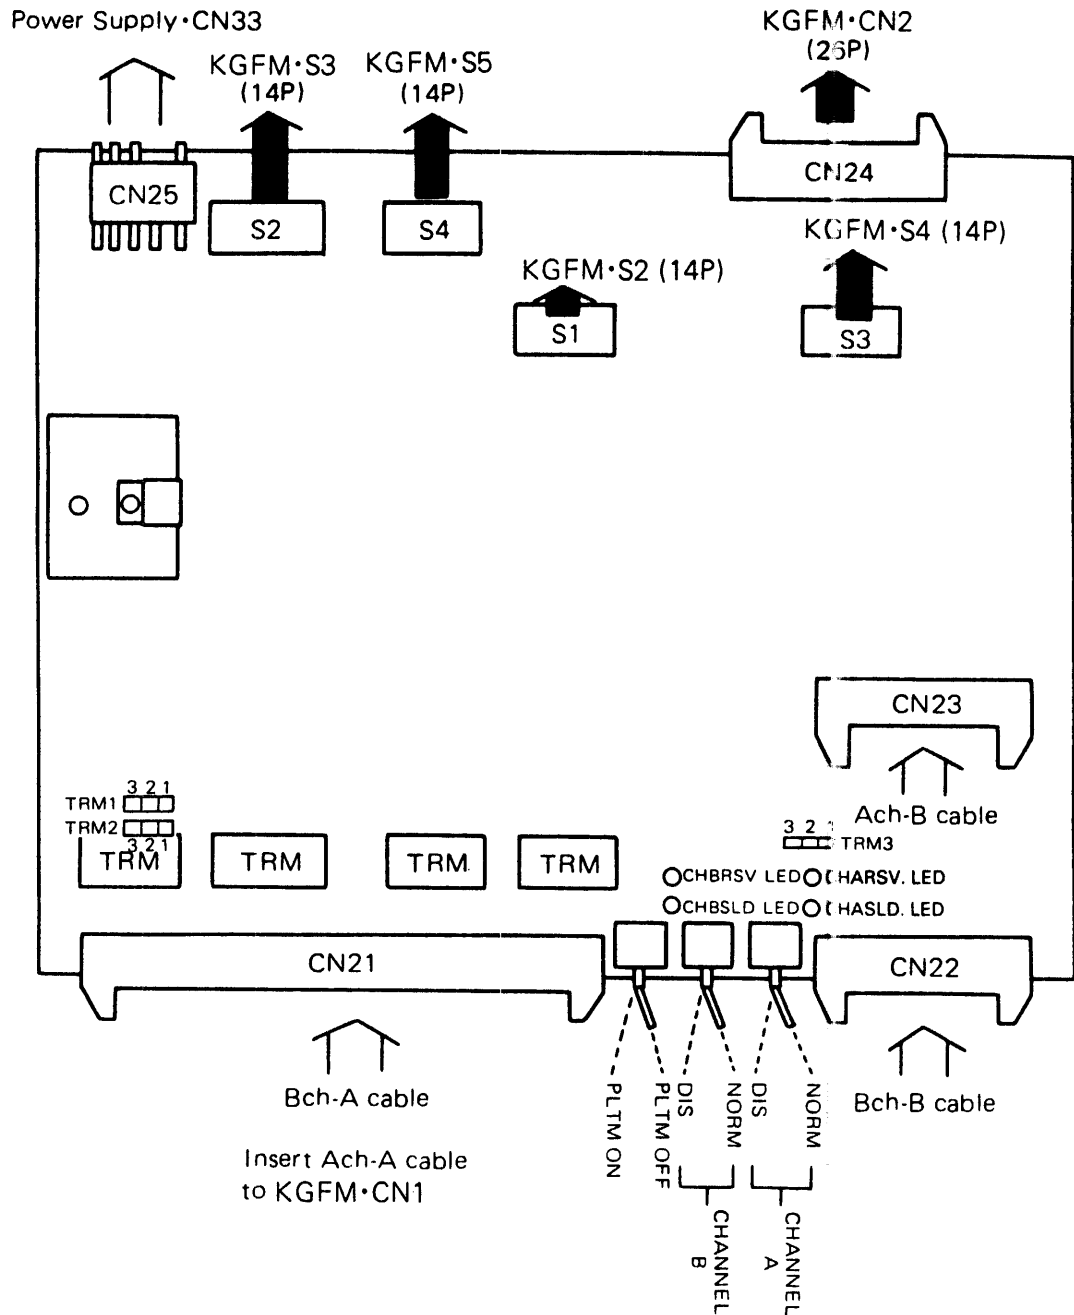 Power Supply•CN33
KGFM•S3
(14P)
KGFM•S5
(14P)
KGFM•CN2
(26P)
CN25
S2
S4
CN24
KGFM•S4 (14P)
KGFM•S2 (14P)
S1
S3
CN23
Ach-B cable
3 2 1
TRM1
TRM2
3 2 1
TRM
TRM
TRM
TRM
3 2 1
TRM3
CHBRSV LED
CHARSV. LED
CHBSLD LED
CHASLD. LED
CN21
CN22
Bch-A cable
Bch-B cable
Insert Ach-A cable
to KGFM•CN1
PLTM ON
PLTM OFF
DIS
NORM
DIS
NORM
CHANNEL
B
CHANNEL
A